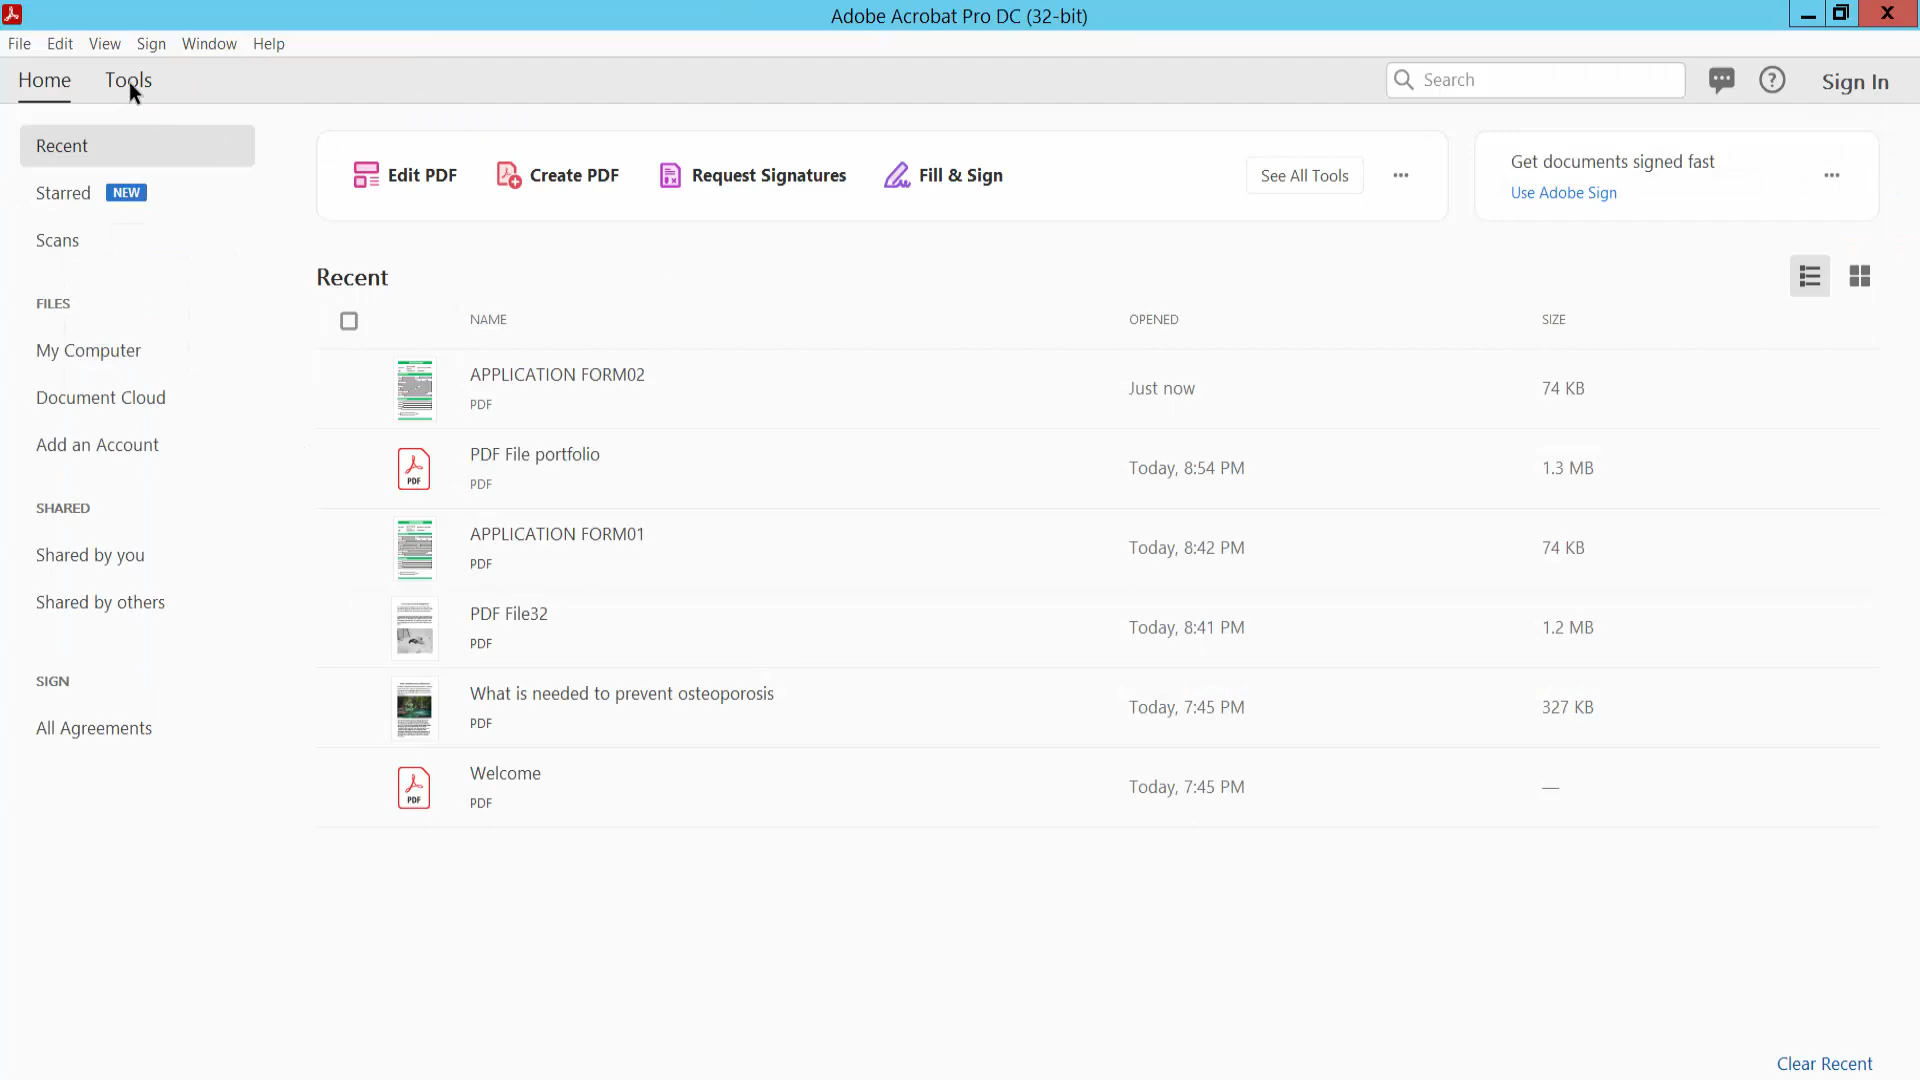 Adobe Acrobat Pro DC (32-bit)
File Edit View Sign Window Help
Home Tools Search Sign In
Recent
Starred NEW
Scans
FILES
My Computer
Document Cloud
Add an Account
SHARED
Shared by you
Shared by others
SIGN
All Agreements
Edit PDF Create PDF Request Signatures Fill & Sign See All Tools
Get documents signed fast
Use Adobe Sign
Recent
NAME OPENED SIZE
APPLICATION FORM02
PDF
Just now 74 KB
PDF File portfolio
PDF
Today, 8:54 PM 1.3 MB
APPLICATION FORM01
PDF
Today, 8:42 PM 74 KB
PDF File32
PDF
Today, 8:41 PM 1.2 MB
What is needed to prevent osteoporosis
PDF
Today, 7:45 PM 327 KB
Welcome
PDF
Today, 7:45 PM —
PDF
PDF
Clear Recent